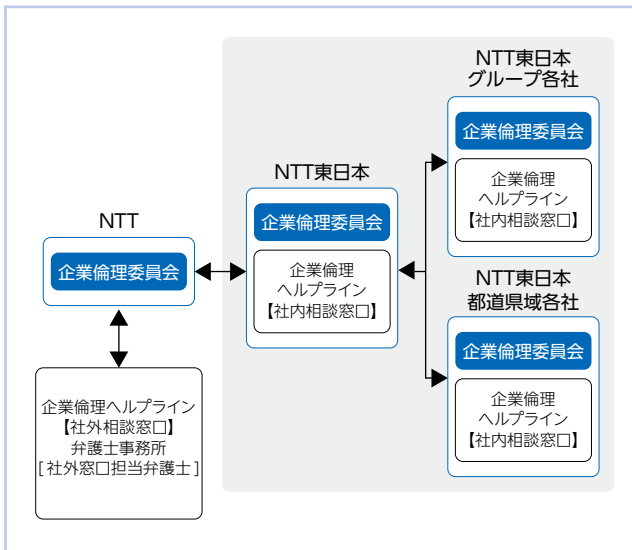 NTT
企業倫理委員会
企業倫理ヘルプライン
【社外相談窓口】
弁護士事務所
[ 社外窓口担当弁護士 ]
NTT東日本
企業倫理委員会
企業倫理
ヘルプライン
【社内相談窓口】
NTT東日本
グループ各社
企業倫理委員会
企業倫理
ヘルプライン
【社内相談窓口】
NTT東日本
都道県域各社
企業倫理委員会
企業倫理
ヘルプライン
【社内相談窓口】